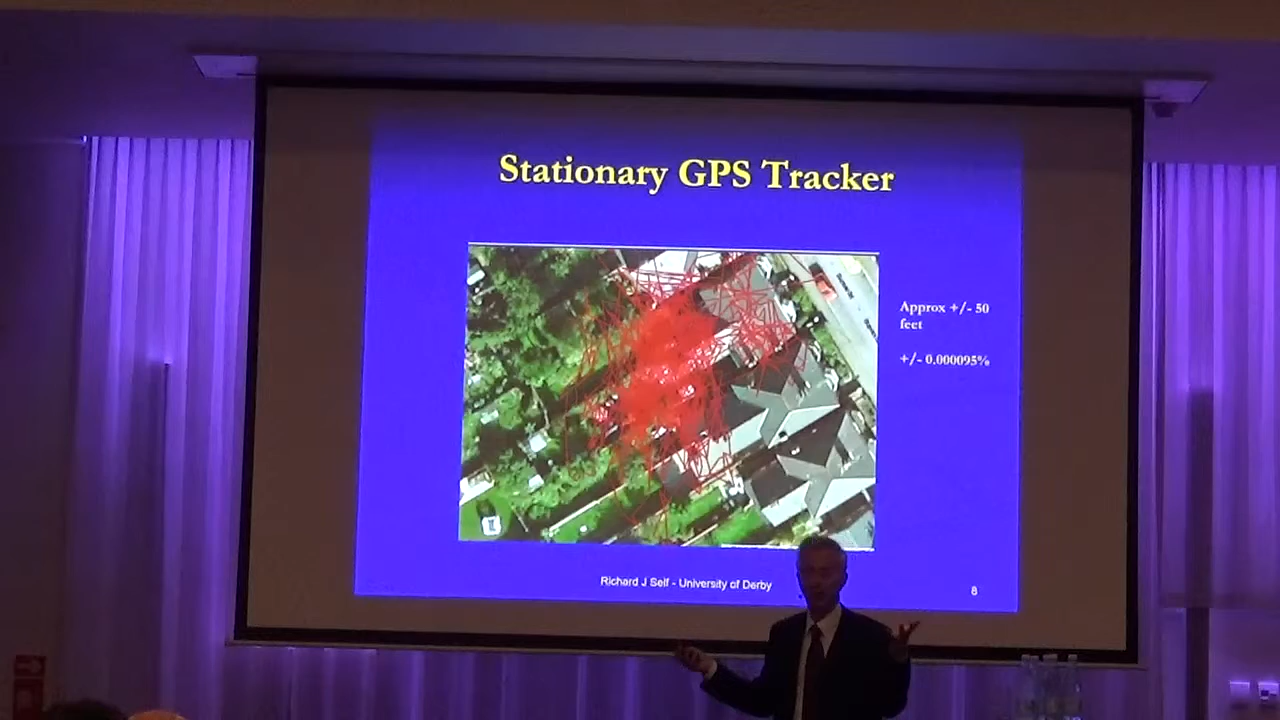 Stationary GPS Tracker
Approx +/- 50
feet
+/- 0.000095%
Richard J Self - University of Derby
8